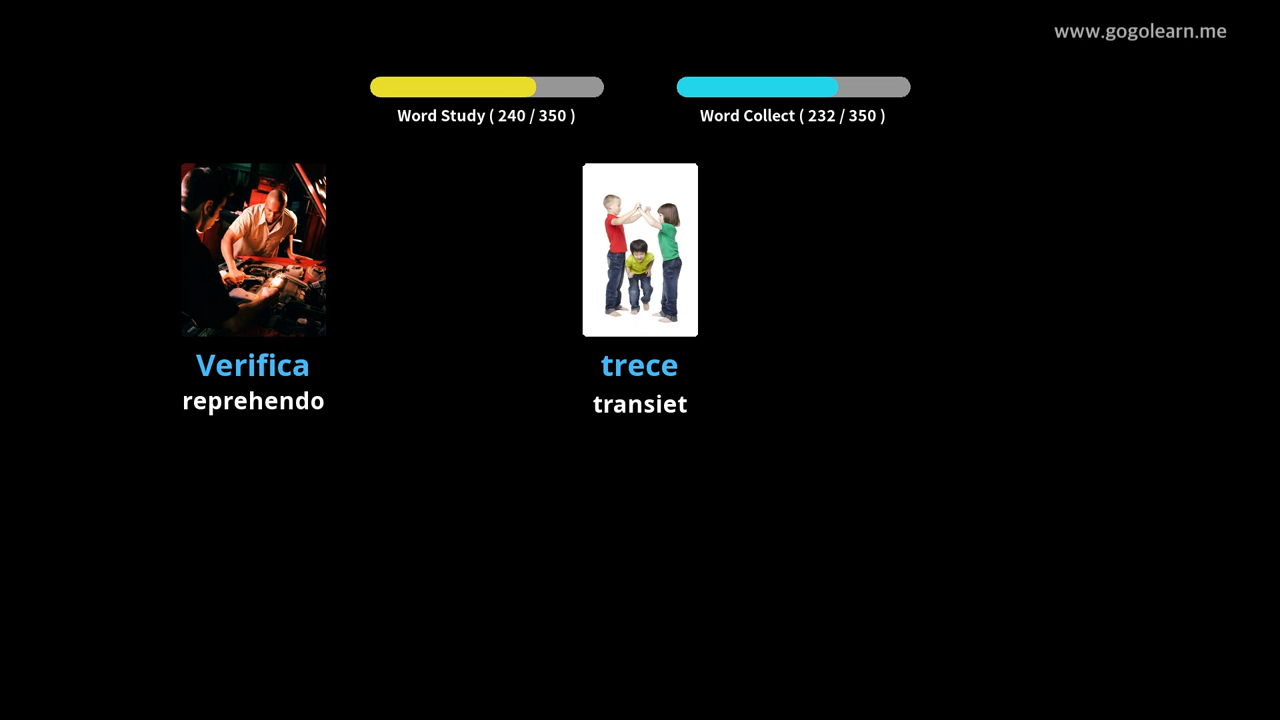 www.gogolearn.me
Word Study ( 240 / 350 )
Word Collect ( 232 / 350 )
Verifica
reprehendo
trece
transiet